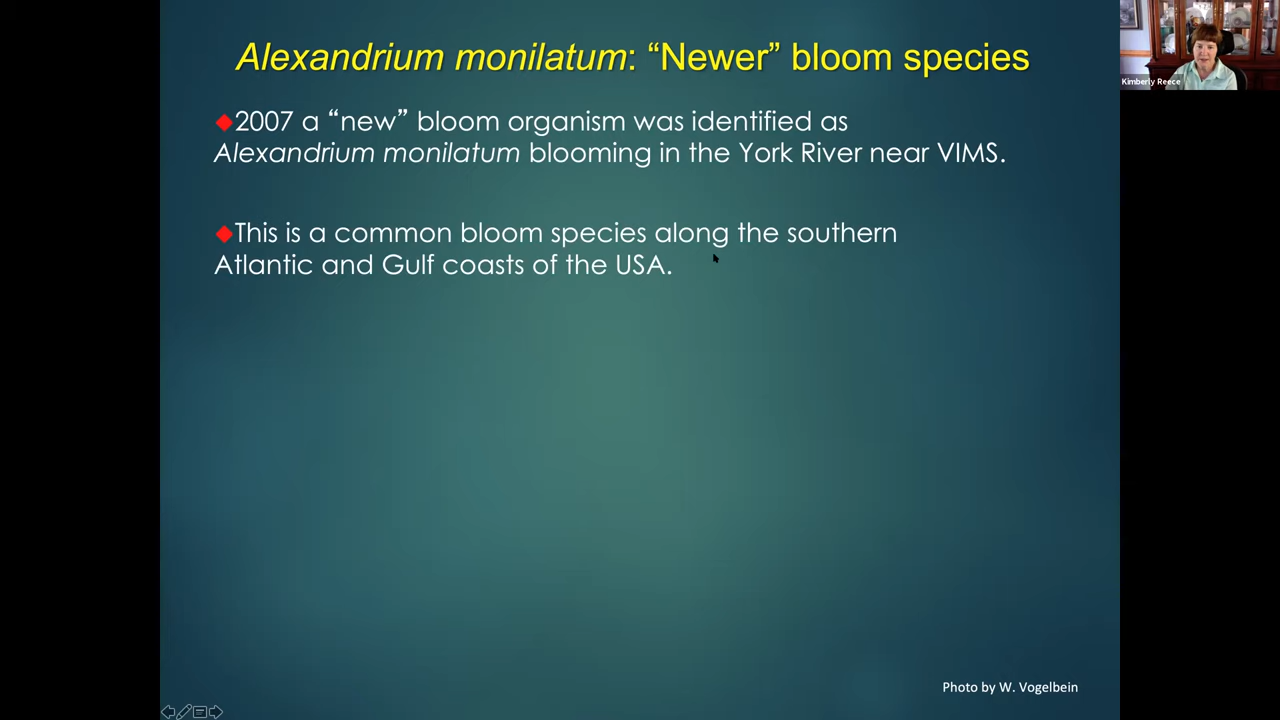 Alexandrium monilatum: “Newer” bloom species
Kimberly Reece
◆2007 a “new” bloom organism was identified as
Alexandrium monilatum blooming in the York River near VIMS.
◆This is a common bloom species along the southern
Atlantic and Gulf coasts of the USA.
Photo by W. Vogelbein